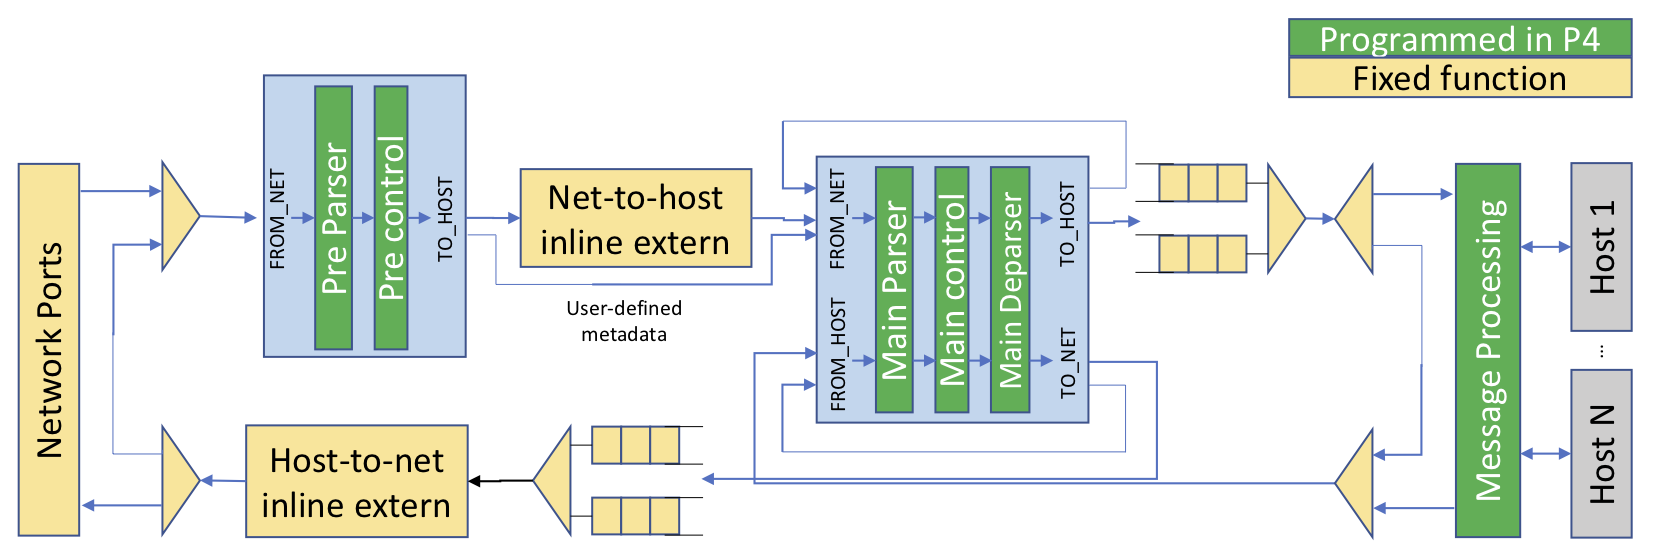 Programmed in P4
Fixed function
Network Ports
FROM_NET
Pre Parser
Pre control
TO_HOST
Net-to-host
inline extern
User-defined
metadata
FROM_NET
FROM_HOST
Main Parser
Main control
Main Deparser
TO_HOST
TO_NET
Message Processing
Host 1
...
Host N
Host-to-net
inline extern